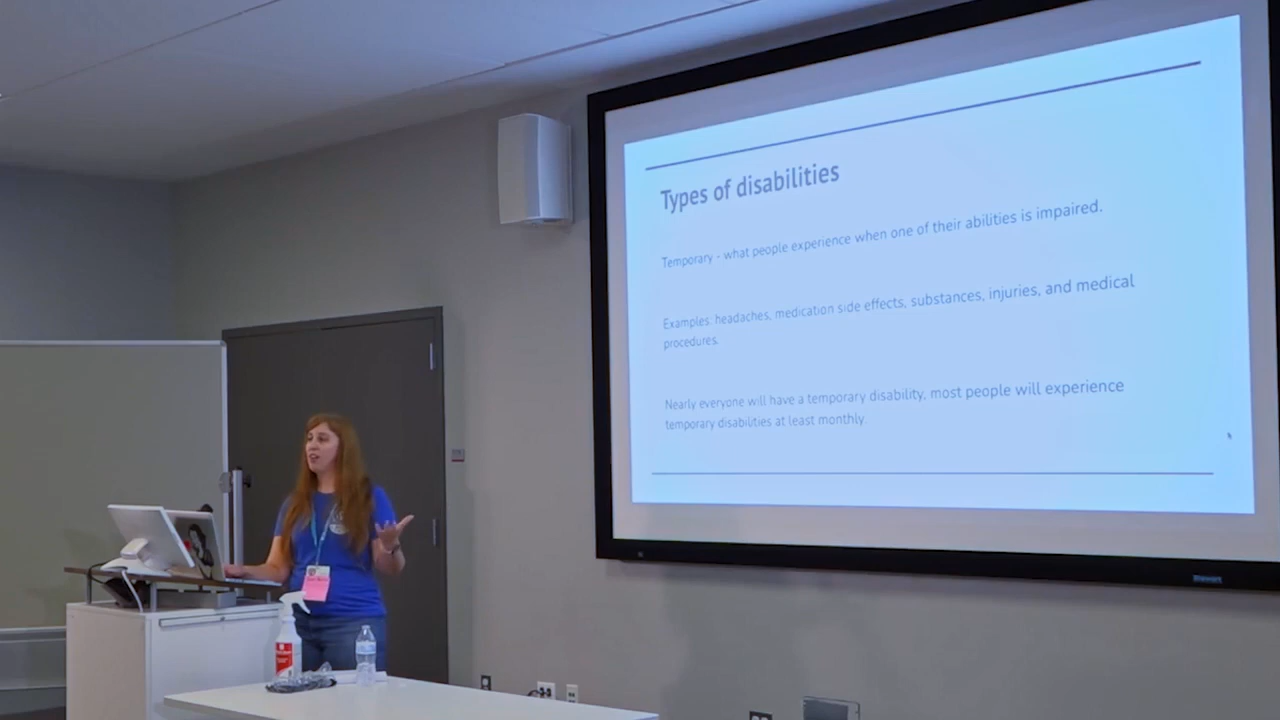 Types of disabilities
Temporary - what people experience when one of their abilities is impaired.
Examples: headaches, medication side effects, substances, injuries, and medical
procedures.
Nearly everyone will have a temporary disability, most people will experience
temporary disabilities at least monthly.
Stewart